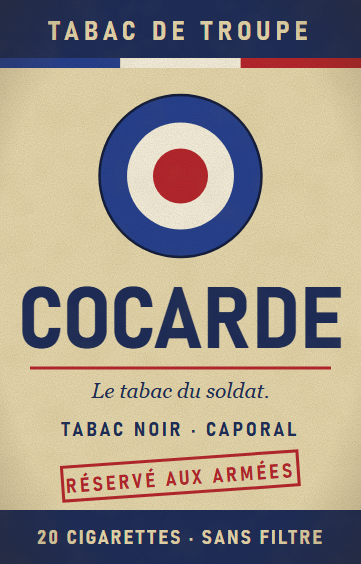 TABAC DE TROUPE
COCARDE
Le tabac du soldat.
TABAC NOIR · CAPORAL
RÉSERVÉ AUX ARMÉES
20 CIGARETTES · SANS FILTRE